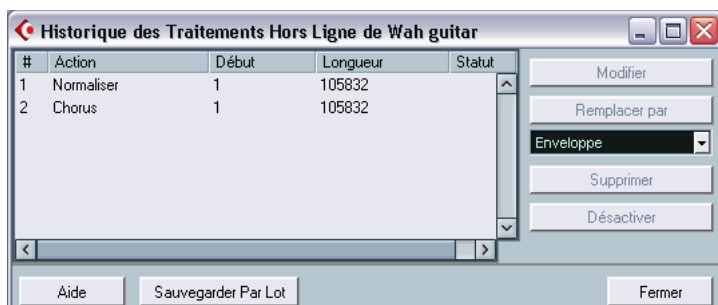 Historique des Traitements Hors Ligne de Wah guitar
# Action Début Longueur Statut
1 Normaliser 1 105832
2 Chorus 1 105832
Modifier
Remplacer par
Enveloppe
Supprimer
Désactiver
Aide Sauvegarder Par Lot Fermer